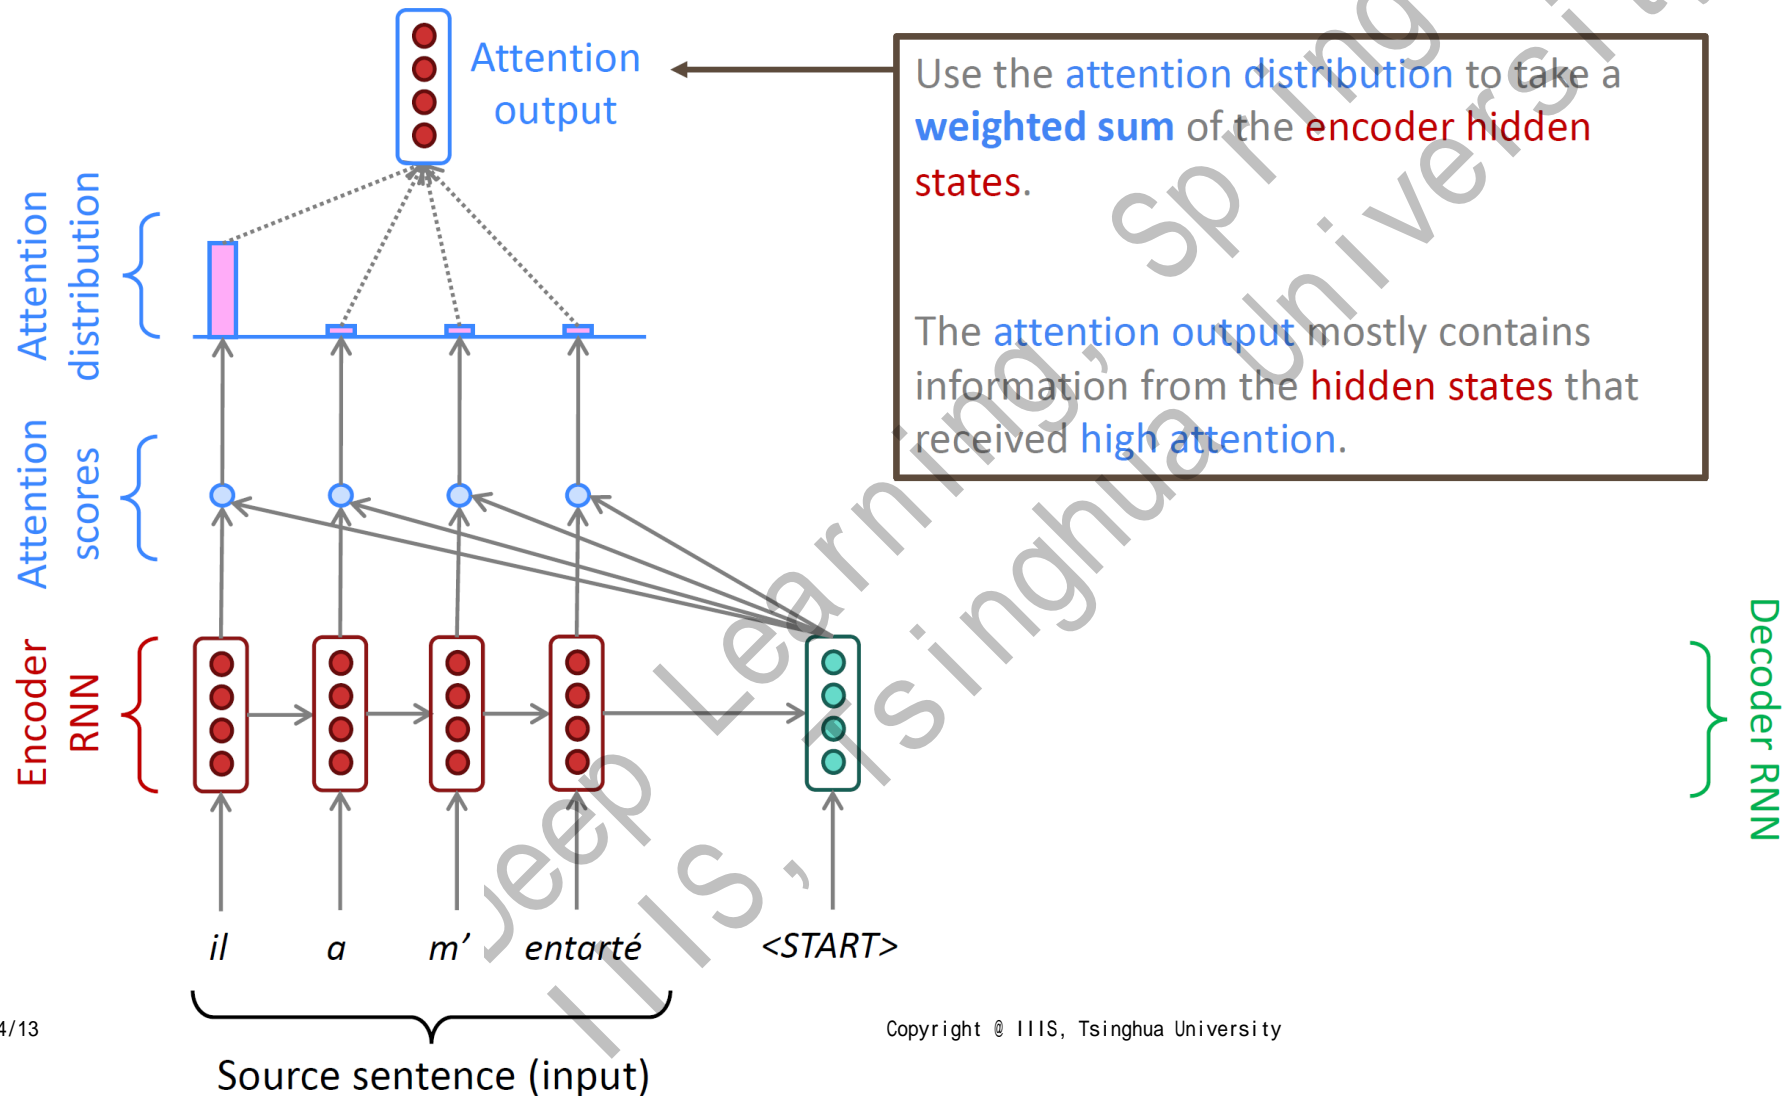 Attention
output
Use the attention distribution to take a
weighted sum of the encoder hidden
states.
The attention output mostly contains
information from the hidden states that
received high attention.
Attention
distribution
Attention
scores
Encoder
RNN
Decoder RNN
il a m' entarté <START>
Source sentence (input)
4/13
Copyright @ IIIS, Tsinghua University
Deep Learning, Spring
IIIS, Tsinghua University